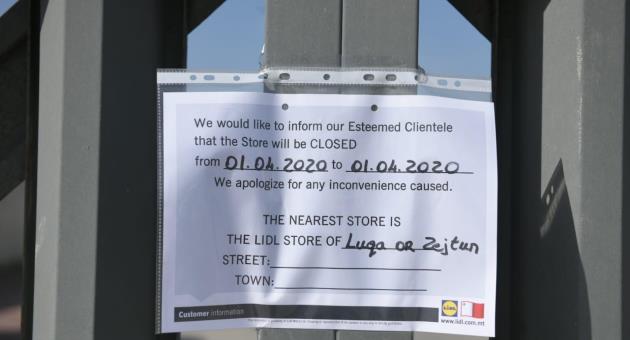 We would like to inform our Esteemed Clientele
that the Store will be CLOSED
from 01.04.2020 to 01.04.2020
We apologize for any inconvenience caused.
THE NEAREST STORE IS
THE LIDL STORE OF Luqa OR Zejtun
STREET:
TOWN:
Customer information
LIDL
www.lidl.com.mt